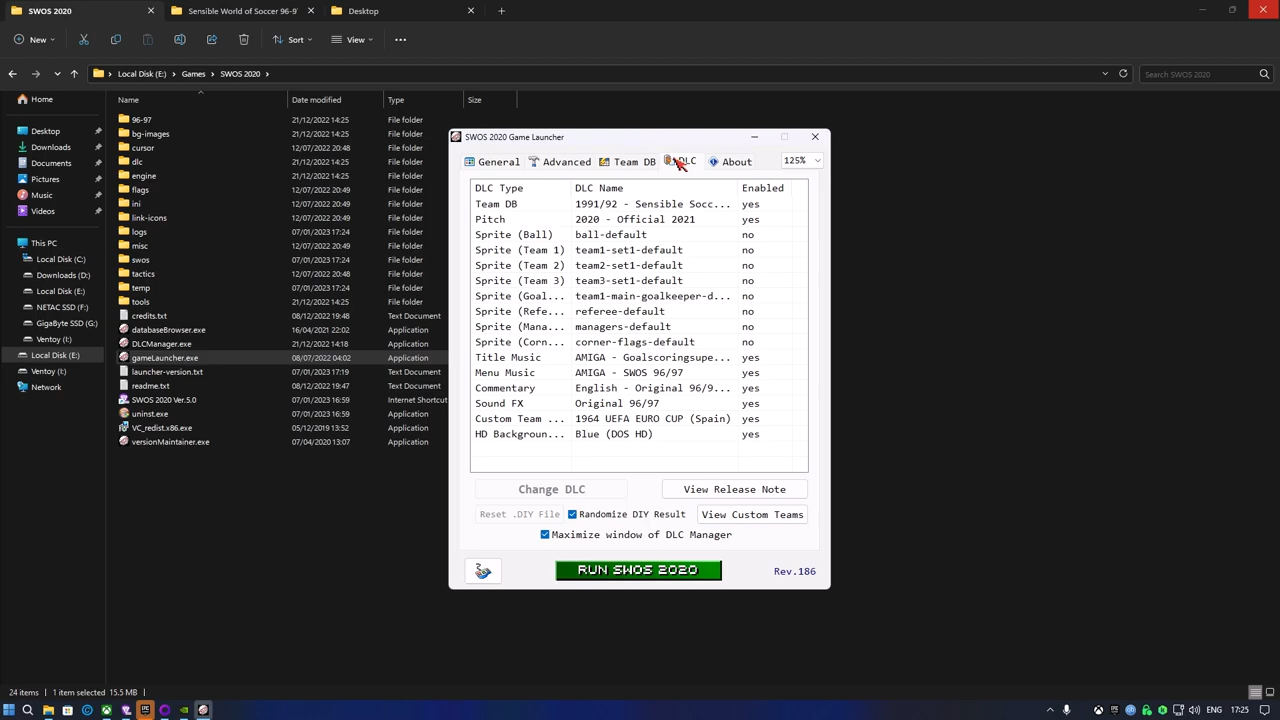 SWOS 2020
Sensible World of Soccer 96-9
Desktop
New
Sort
View
Local Disk (E:) > Games > SWOS 2020 >
Search SWOS 2020
Home
Desktop
Downloads
Documents
Pictures
Music
Videos
This PC
Local Disk (C:)
Downloads (D:)
Local Disk (E:)
NETAC SSD (F:)
GigaByte SSD (G:)
Ventoy (I:)
Local Disk (E:)
Ventoy (I:)
Network
Name Date modified Type Size
96-97 21/12/2022 14:25 File folder
bg-images 21/12/2022 14:25 File folder
cursor 12/07/2022 20:49 File folder
dlc 21/12/2022 14:25 File folder
engine 21/12/2022 14:25 File folder
flags 12/07/2022 20:49 File folder
ini 12/07/2022 20:49 File folder
link-icons 12/07/2022 20:49 File folder
logs 07/01/2023 17:24 File folder
misc 12/07/2022 20:49 File folder
swos 07/01/2023 17:24 File folder
tactics 12/07/2022 20:48 File folder
temp 07/01/2023 17:24 File folder
tools 21/12/2022 14:25 File folder
credits.txt 08/12/2022 19:48 Text Document
databaseBrowser.exe 16/04/2021 22:02 Application
DLCManager.exe 21/12/2022 14:18 Application
gameLauncher.exe 08/07/2022 04:02 Application
launcher-version.txt 07/01/2023 17:19 Text Document
readme.txt 08/12/2022 19:47 Text Document
SWOS 2020 Ver.5.0 07/01/2023 16:59 Internet Shortcut
uninst.exe 07/01/2023 16:59 Application
VC_redist.x86.exe 05/12/2019 13:52 Application
versionMaintainer.exe 07/04/2020 13:07 Application
SWOS 2020 Game Launcher
General Advanced Team DB DLC About 125%
DLC Type DLC Name Enabled
Team DB 1991/92 - Sensible Socc... yes
Pitch 2020 - Official 2021 yes
Sprite (Ball) ball-default no
Sprite (Team 1) team1-set1-default no
Sprite (Team 2) team2-set1-default no
Sprite (Team 3) team3-set1-default no
Sprite (Goal... team1-main-goalkeeper-d... no
Sprite (Refe... referee-default no
Sprite (Mana... managers-default no
Sprite (Corn... corner-flags-default no
Title Music AMIGA - Goalscoringsupe... yes
Menu Music AMIGA - SWOS 96/97 yes
Commentary English - Original 96/9... yes
Sound FX Original 96/97 yes
Custom Team ... 1964 UEFA EURO CUP (Spain) yes
HD Backgroun... Blue (DOS HD) yes
Change DLC View Release Note
Reset .DIY File Randomize DIY Result View Custom Teams
Maximize window of DLC Manager
RUN SWOS 2020 Rev.186
24 items 1 item selected 15.5 MB
ENG 17:25